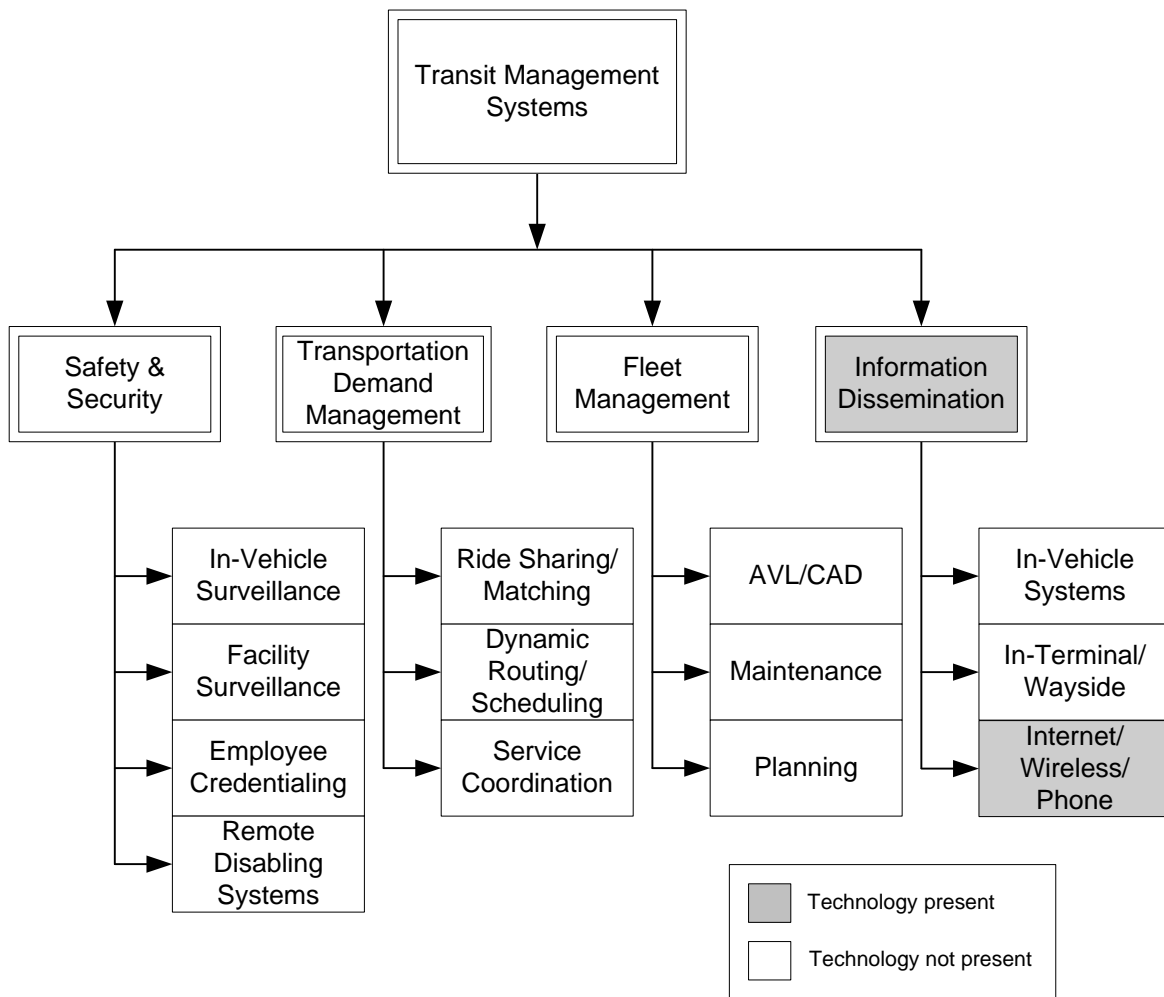 Transit Management
Systems
Safety &
Security
Transportation
Demand
Management
Fleet
Management
Information
Dissemination
In-Vehicle
Surveillance
Facility
Surveillance
Employee
Credentialing
Remote
Disabling
Systems
Ride Sharing/
Matching
Dynamic
Routing/
Scheduling
Service
Coordination
AVL/CAD
Maintenance
Planning
In-Vehicle
Systems
In-Terminal/
Wayside
Internet/
Wireless/
Phone
Technology present
Technology not present